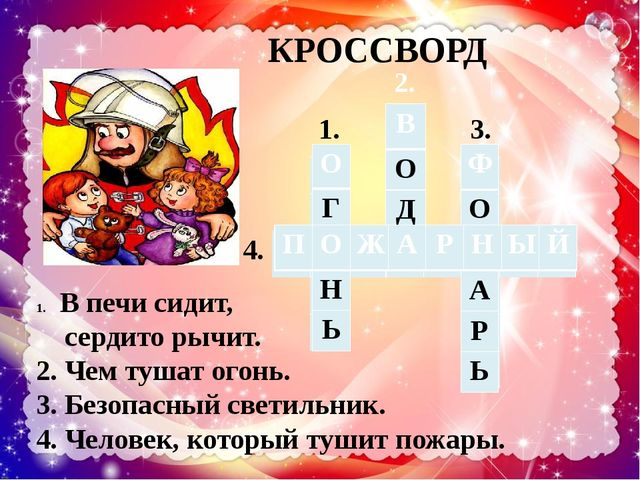 КРОССВОРД
2.
1. В 3.
О О Ф
Г Д О
4. П О Ж А Р Н Ы Й
Н А
Ь Р
Ь
1. В печи сидит,
сердито рычит.
2. Чем тушат огонь.
3. Безопасный светильник.
4. Человек, который тушит пожары.